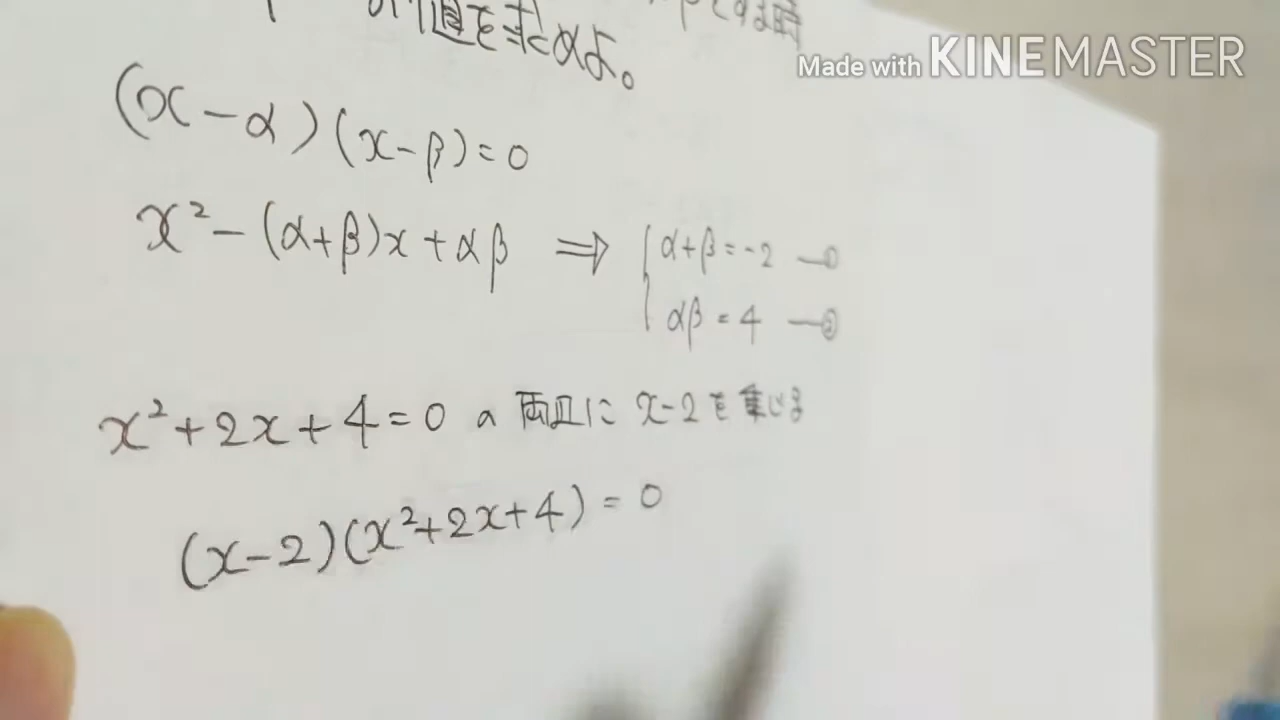 の値を求めよ。
Made with KINEMASTER
(x-α)(x-β)=0
x²-(α+β)x+αβ ⇒ { α+β=-2 —①
αβ=4 —②
x²+2x+4=0 の 両辺に x-2を乗じる
(x-2)(x²+2x+4)=0